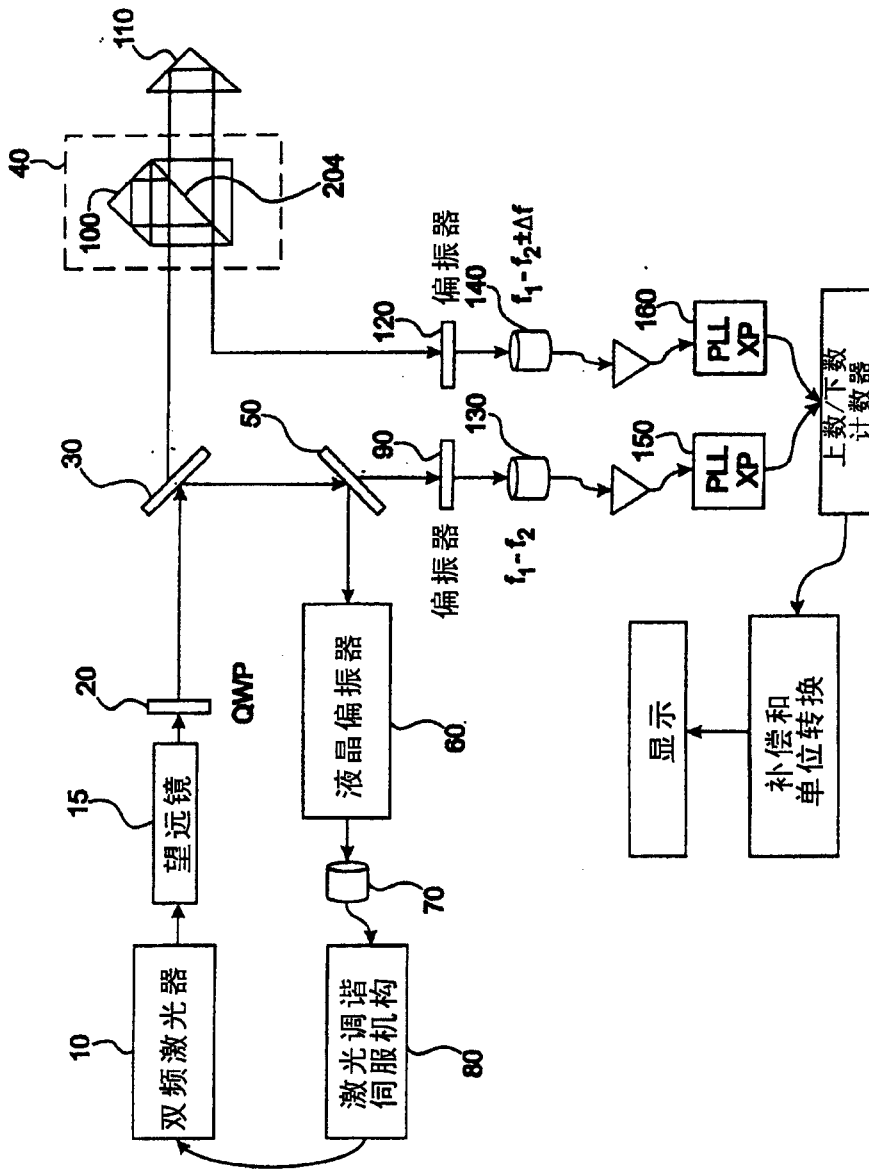 10
双频激光器
15
望远镜
20
QWP
30
40
100
204
110
50
液晶偏振器
60
70
激光调谐
伺服机构
80
90
偏振器
120
偏振器
130
f₁-f₂
140
f₁-f₂±Δf
150
PLL
XP
160
PLL
XP
上数/下数
计数器
补偿和
单位转换
显示